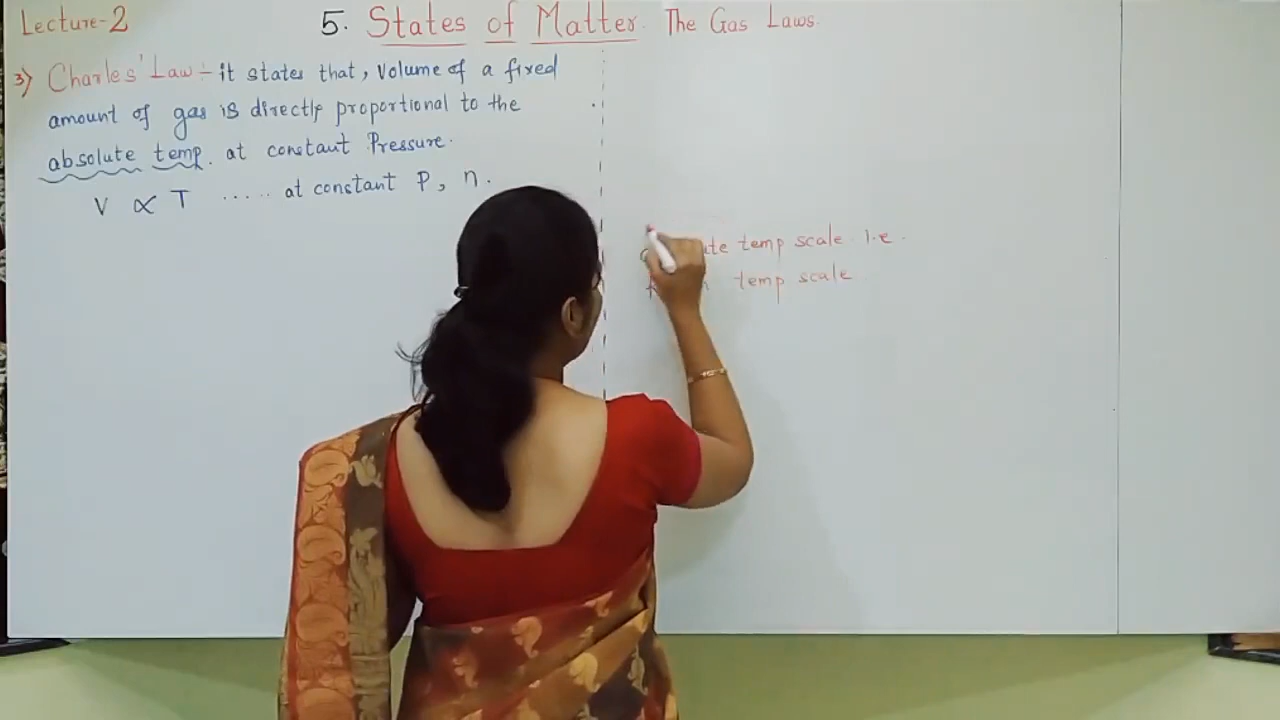 Lecture-2
5. States of Matter. The Gas Laws.
3) Charles' Law :- it states that, Volume of a fixed
amount of gas is directly proportional to the
absolute temp. at constant Pressure.
V ∝ T ..... at constant P, n.
temp scale i.e.
temp scale